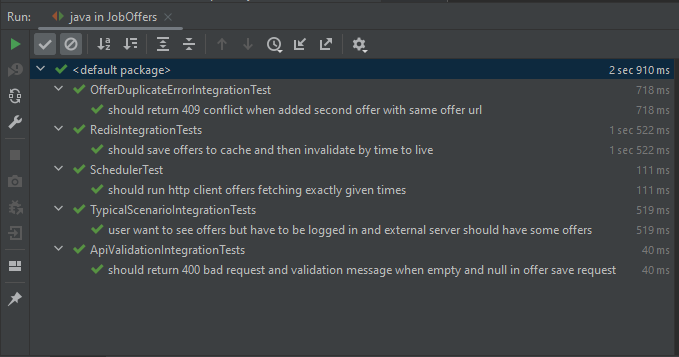 Run: java in JobOffers
<default package> 2 sec 910 ms
OfferDuplicateErrorIntegrationTest 718 ms
should return 409 conflict when added second offer with same offer url 718 ms
RedisIntegrationTests 1 sec 522 ms
should save offers to cache and then invalidate by time to live 1 sec 522 ms
SchedulerTest 111 ms
should run http client offers fetching exactly given times 111 ms
TypicalScenarioIntegrationTests 519 ms
user want to see offers but have to be logged in and external server should have some offers 519 ms
ApiValidationIntegrationTests 40 ms
should return 400 bad request and validation message when empty and null in offer save request 40 ms